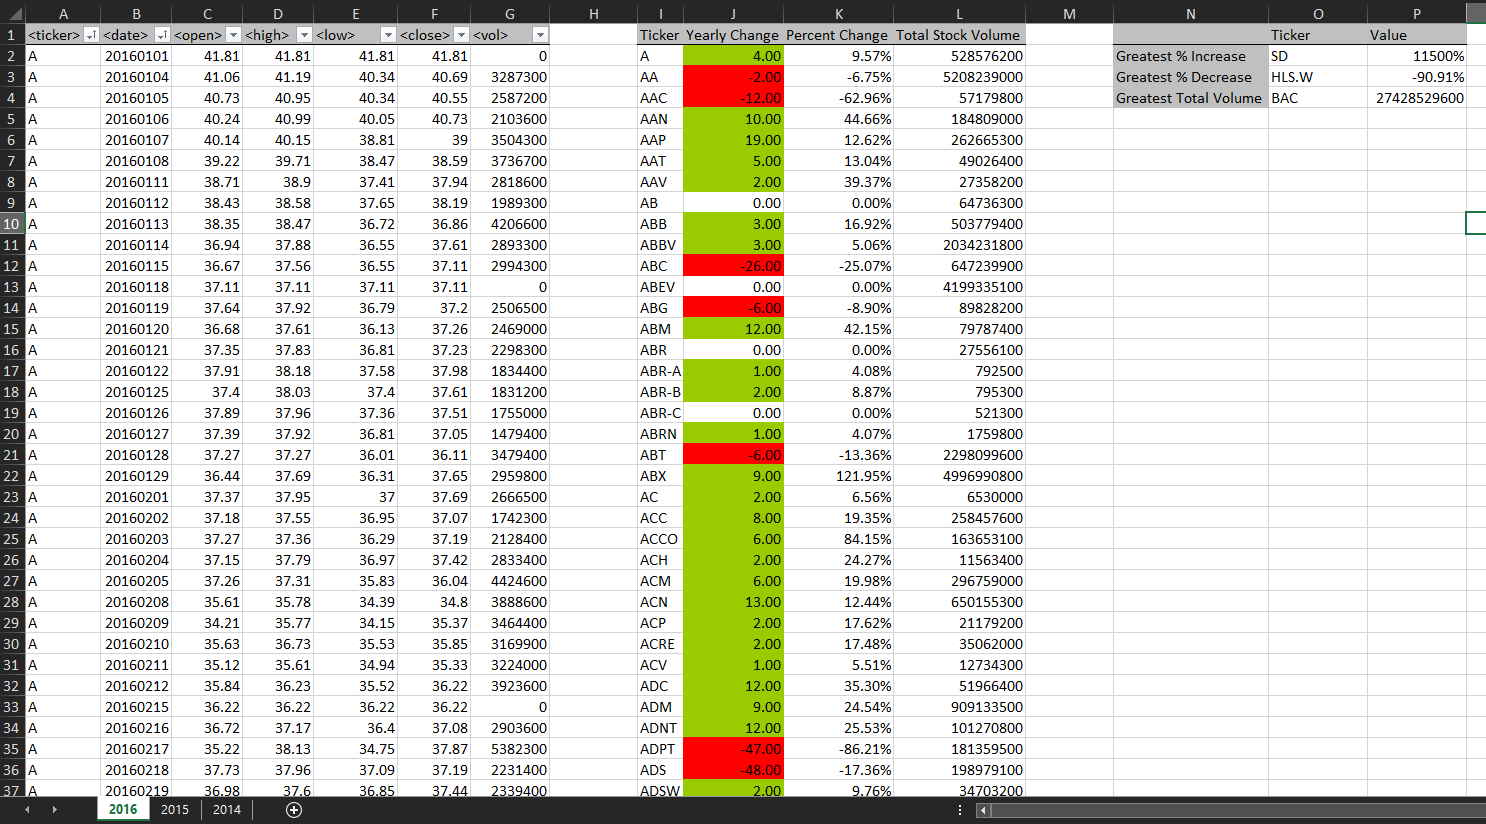 A B C D E F G H I J K L M N O P
1 <ticker> <date> <open> <high> <low> <close> <vol> Ticker Yearly Change Percent Change Total Stock Volume Ticker Value
2 A 20160101 41.81 41.81 41.81 41.81 0 A 4.00 9.57% 528576200 Greatest % Increase SD 11500%
3 A 20160104 41.06 41.19 40.34 40.69 3287300 AA -2.00 -6.75% 5208239000 Greatest % Decrease HLS.W -90.91%
4 A 20160105 40.73 40.95 40.34 40.55 2587200 AAC -12.00 -62.96% 57179800 Greatest Total Volume BAC 27428529600
5 A 20160106 40.24 40.99 40.05 40.73 2103600 AAN 10.00 44.66% 184809000
6 A 20160107 40.14 40.15 38.81 39 3504300 AAP 19.00 12.62% 262665300
7 A 20160108 39.22 39.71 38.47 38.59 3736700 AAT 5.00 13.04% 49026400
8 A 20160111 38.71 38.9 37.41 37.94 2818600 AAV 2.00 39.37% 27358200
9 A 20160112 38.43 38.58 37.65 38.19 1989300 AB 0.00 0.00% 64736300
10 A 20160113 38.35 38.47 36.72 36.86 4206600 ABB 3.00 16.92% 503779400
11 A 20160114 36.94 37.88 36.55 37.61 2893300 ABBV 3.00 5.06% 2034231800
12 A 20160115 36.67 37.56 36.55 37.11 2994300 ABC -26.00 -25.07% 647239900
13 A 20160118 37.11 37.11 37.11 37.11 0 ABEV 0.00 0.00% 4199335100
14 A 20160119 37.64 37.92 36.79 37.2 2506500 ABG -6.00 -8.90% 89828200
15 A 20160120 36.68 37.61 36.13 37.26 2469000 ABM 12.00 42.15% 79787400
16 A 20160121 37.35 37.83 36.81 37.23 2298300 ABR 0.00 0.00% 27556100
17 A 20160122 37.91 38.18 37.58 37.98 1834400 ABR-A 1.00 4.08% 792500
18 A 20160125 37.4 38.03 37.4 37.61 1831200 ABR-B 2.00 8.87% 795300
19 A 20160126 37.89 37.96 37.36 37.51 1755000 ABR-C 0.00 0.00% 521300
20 A 20160127 37.39 37.92 36.81 37.05 1479400 ABRN 1.00 4.07% 1759800
21 A 20160128 37.27 37.27 36.01 36.11 3479400 ABT -6.00 -13.36% 2298099600
22 A 20160129 36.44 37.69 36.31 37.65 2959800 ABX 9.00 121.95% 4996990800
23 A 20160201 37.37 37.95 37 37.69 2666500 AC 2.00 6.56% 6530000
24 A 20160202 37.18 37.55 36.95 37.07 1742300 ACC 8.00 19.35% 258457600
25 A 20160203 37.27 37.36 36.29 37.19 2128400 ACCO 6.00 84.15% 163653100
26 A 20160204 37.15 37.79 36.97 37.42 2833400 ACH 2.00 24.27% 11563400
27 A 20160205 37.26 37.31 35.83 36.04 4424600 ACM 6.00 19.98% 296759000
28 A 20160208 35.61 35.78 34.39 34.8 3888600 ACN 13.00 12.44% 650155300
29 A 20160209 34.21 35.77 34.15 35.37 3464400 ACP 2.00 17.62% 21179200
30 A 20160210 35.63 36.73 35.53 35.85 3169900 ACRE 2.00 17.48% 35062000
31 A 20160211 35.12 35.61 34.94 35.33 3224000 ACV 1.00 5.51% 12734300
32 A 20160212 35.84 36.23 35.52 36.22 3923600 ADC 12.00 35.30% 51966400
33 A 20160215 36.22 36.22 36.22 36.22 0 ADM 9.00 24.54% 909133500
34 A 20160216 36.72 37.17 36.4 37.08 2903600 ADNT 12.00 25.53% 101270800
35 A 20160217 35.22 38.13 34.75 37.87 5382300 ADPT -47.00 -86.21% 181359500
36 A 20160218 37.73 37.96 37.09 37.19 2231400 ADS -48.00 -17.36% 198979100
37 A 20160219 36.98 37.6 36.85 37.44 2339400 ADSW 2.00 9.76% 34703200
2016 2015 2014